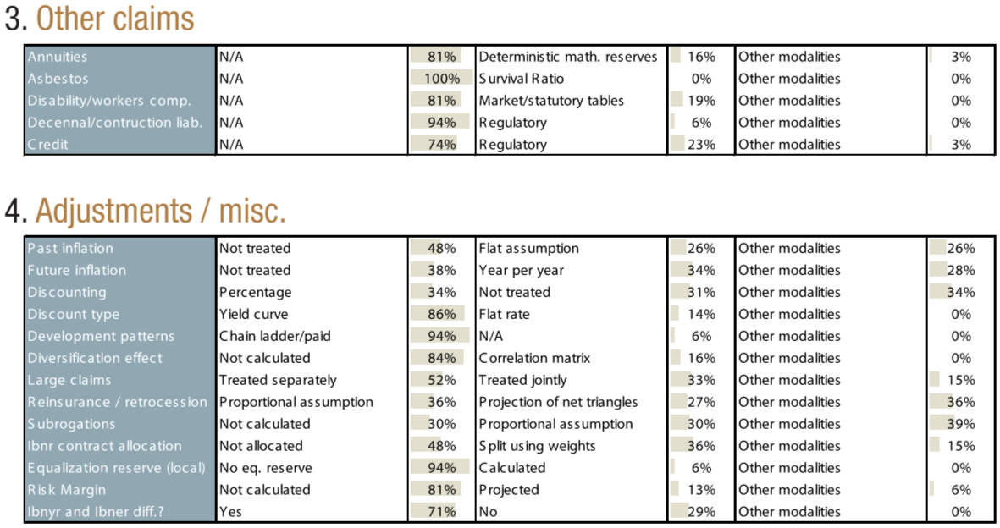 3. Other claims
Annuities N/A 81% Deterministic math. reserves 16% Other modalities 3%
Asbestos N/A 100% Survival Ratio 0% Other modalities 0%
Disability/workers comp. N/A 81% Market/statutory tables 19% Other modalities 0%
Decennal/contruction liab. N/A 94% Regulatory 6% Other modalities 0%
Credit N/A 74% Regulatory 23% Other modalities 3%
4. Adjustments / misc.
Past inflation Not treated 48% Flat assumption 26% Other modalities 26%
Future inflation Not treated 38% Year per year 34% Other modalities 28%
Discounting Percentage 34% Not treated 31% Other modalities 34%
Discount type Yield curve 86% Flat rate 14% Other modalities 0%
Development patterns Chain ladder/paid 94% N/A 6% Other modalities 0%
Diversification effect Not calculated 84% Correlation matrix 16% Other modalities 0%
Large claims Treated separately 52% Treated jointly 33% Other modalities 15%
Reinsurance / retrocession Proportional assumption 36% Projection of net triangles 27% Other modalities 36%
Subrogations Not calculated 30% Proportional assumption 30% Other modalities 39%
Ibnr contract allocation Not allocated 48% Split using weights 36% Other modalities 15%
Equalization reserve (local) No eq. reserve 94% Calculated 6% Other modalities 0%
Risk Margin Not calculated 81% Projected 13% Other modalities 6%
Ibnyr and Ibner diff.? Yes 71% No 29% Other modalities 0%